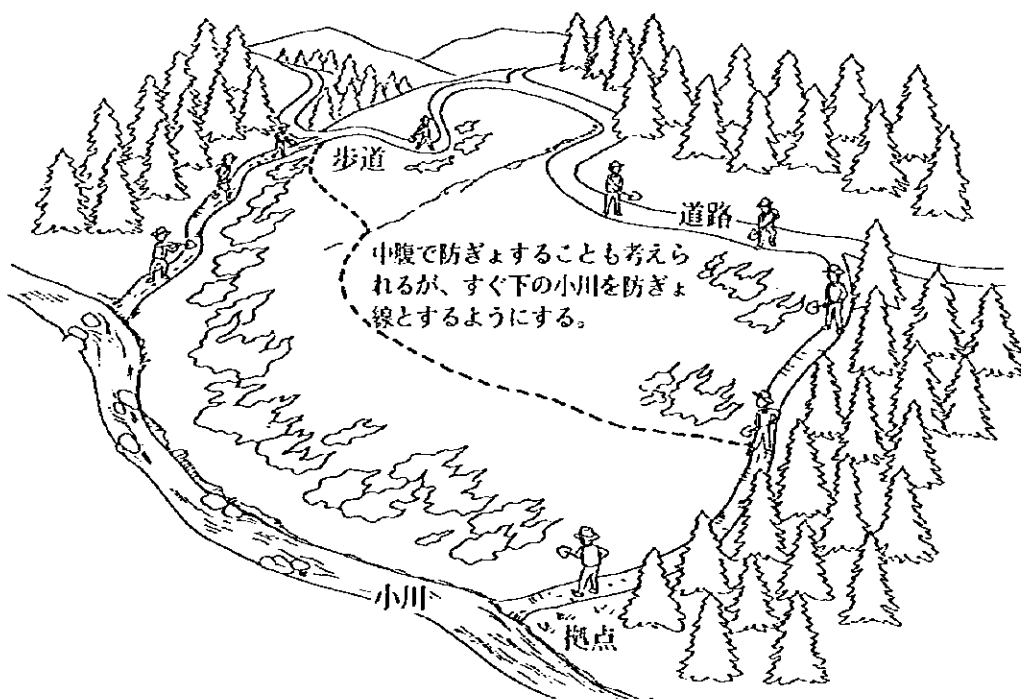 歩道
道路
中腹で防ぎょすることも考えら
れるが、すぐ下の小川を防ぎょ
線とするようにする。
小川
拠点